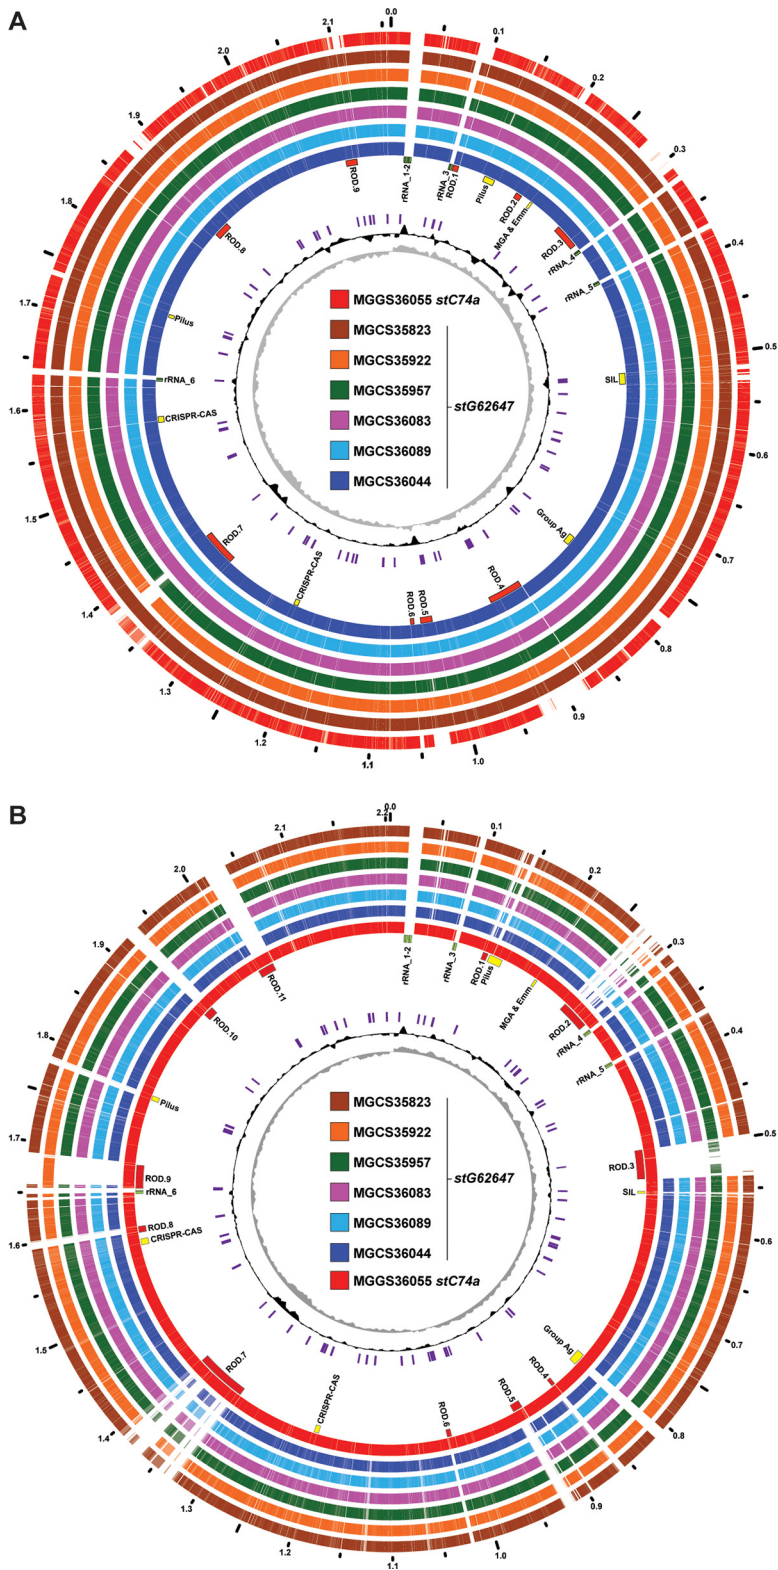 A
0.0
0.1
0.2
0.3
0.4
0.5
0.6
0.7
0.8
0.9
1.0
1.1
1.2
1.3
1.4
1.5
1.6
1.7
1.8
1.9
2.0
2.1
rRNA_1-2
rRNA_3
ROD.1
Pilus
ROD.2
MGA & Emm
ROD.3
rRNA_4
rRNA_5
SIL
Group Ag
ROD.4
ROD.5
ROD.6
CRISPR-CAS
ROD.7
CRISPR-CAS
rRNA_6
Pilus
ROD.8
ROD.9
MGGS36055 stC74a
MGCS35823
MGCS35922
MGCS35957
stG62647
MGCS36083
MGCS36089
MGCS36044
B
0.0
0.1
0.2
0.3
0.4
0.5
0.6
0.7
0.8
0.9
1.0
1.1
1.2
1.3
1.4
1.5
1.6
1.7
1.8
1.9
2.0
2.1
2.2
rRNA_1-2
rRNA_3
ROD.1
Pilus
MGA & Emm
ROD.2
rRNA_4
rRNA_5
ROD.3
SIL
Group Ag
ROD.4
ROD.5
ROD.6
CRISPR-CAS
ROD.7
CRISPR-CAS
ROD.8
rRNA_6
ROD.9
Pilus
ROD.10
ROD.11
MGCS35823
MGCS35922
MGCS35957
stG62647
MGCS36083
MGCS36089
MGCS36044
MGGS36055 stC74a